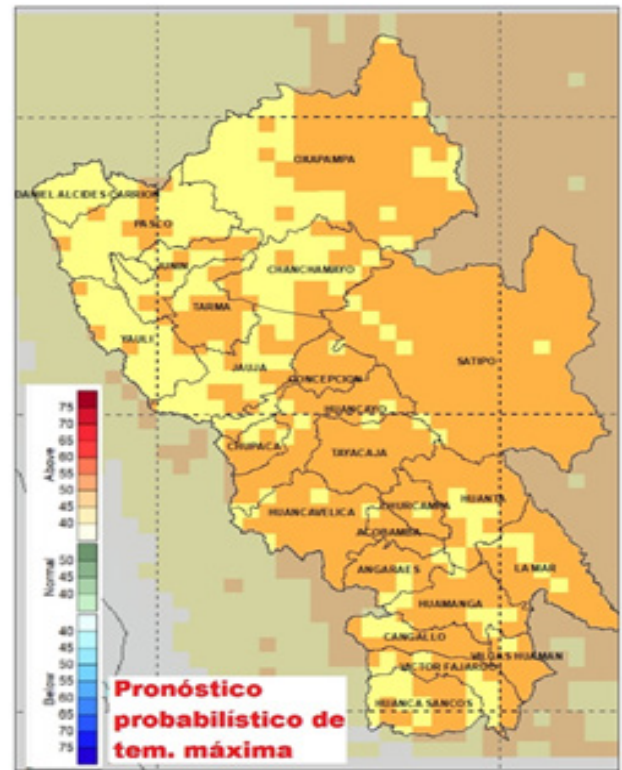 OXAPAMPA
DANIEL ALCIDES CARRION
PASCO
JUNIN
CHANCHAMAYO
TARMA
YAULI
JAUJA
SATIPO
CONCEPCION
HUANCAYO
CHUPACA
TAYACAJA
HUANCAVELICA
CHURCAMPA
HUANTA
ACOBAMBA
ANGARAES
LA MAR
HUAMANGA
CANGALLO
VILCAS HUAMAN
VICTOR FAJARDO
HUANCA SANCOS
Above
75
70
65
60
55
50
45
40
Normal
50
45
40
Below
40
45
50
55
60
65
70
75
Pronóstico
probabilístico de
tem. máxima